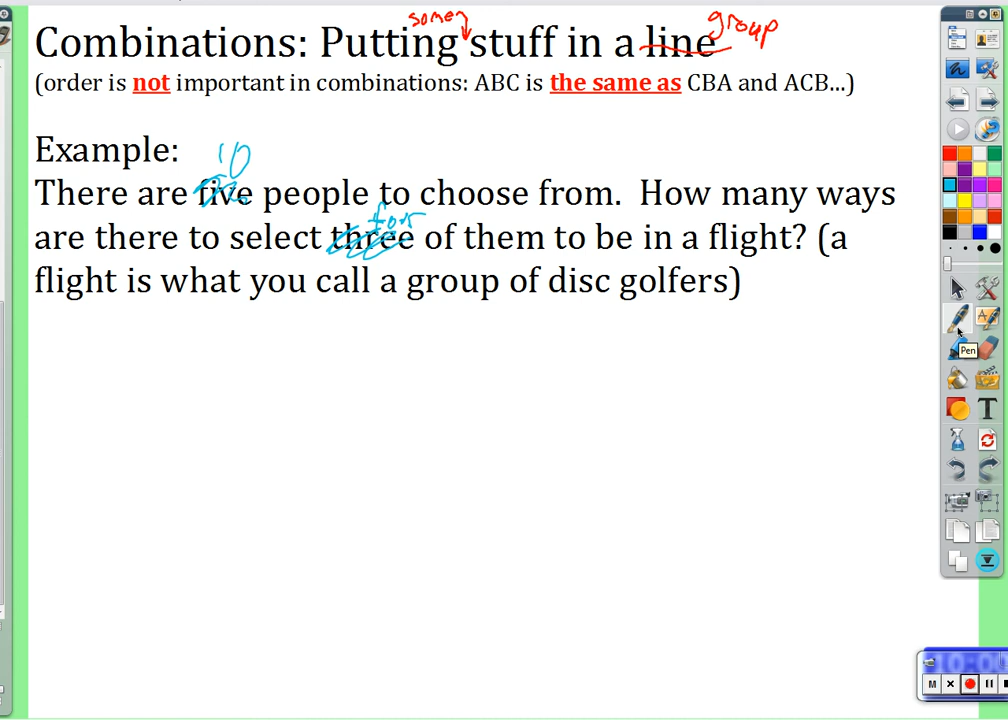 some group
Combinations: Putting stuff in a line
(order is not important in combinations: ABC is the same as CBA and ACB...)
Example:
10
There are five people to choose from. How many ways
for
are there to select three of them to be in a flight? (a
flight is what you call a group of disc golfers)
Pen
A
T
10:00
M